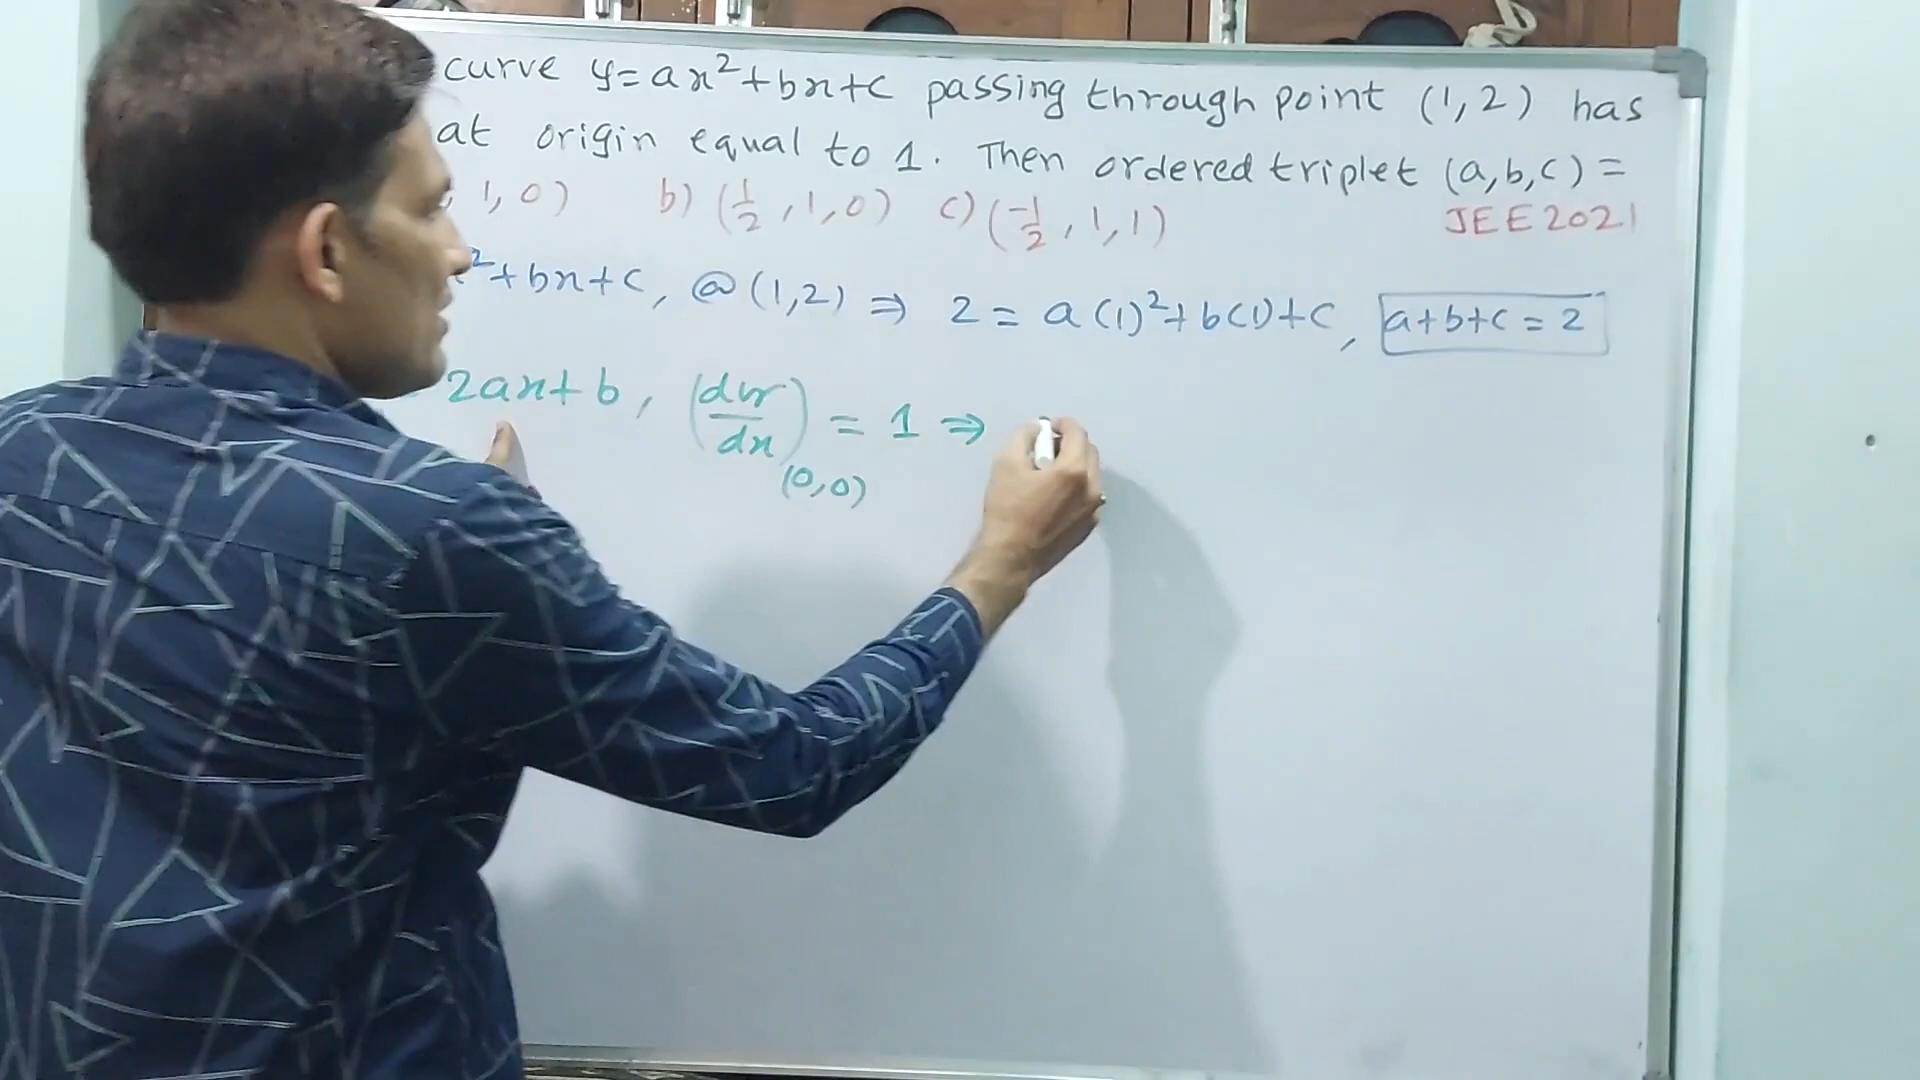 curve y=ax²+bx+c passing through point (1,2) has
at origin equal to 1. Then ordered triplet (a,b,c) =
1,0) b) (1/2,1,0) c) (-1/2,1,1) JEE 2021
²+bx+c, @(1,2) ⇒ 2 = a(1)²+b(1)+c, a+b+c=2
2ax+b, (dy/dx)(0,0) = 1 ⇒